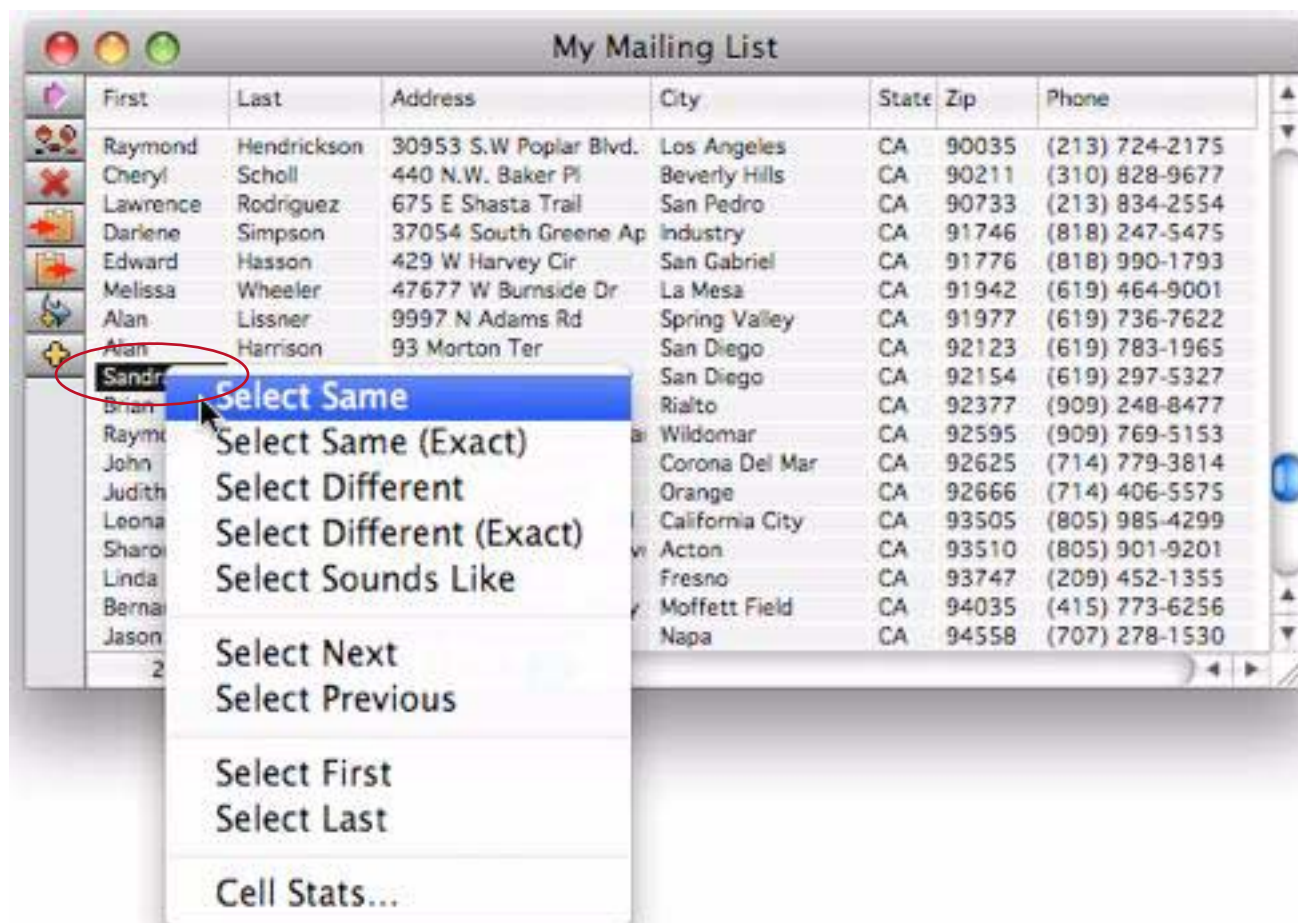 My Mailing List
First Last Address City State Zip Phone
Raymond Hendrickson 30953 S.W Poplar Blvd. Los Angeles CA 90035 (213) 724-2175
Cheryl Scholl 440 N.W. Baker Pl Beverly Hills CA 90211 (310) 828-9677
Lawrence Rodriguez 675 E Shasta Trail San Pedro CA 90733 (213) 834-2554
Darlene Simpson 37054 South Greene Ap Industry CA 91746 (818) 247-5475
Edward Hasson 429 W Harvey Cir San Gabriel CA 91776 (818) 990-1793
Melissa Wheeler 47677 W Burnside Dr La Mesa CA 91942 (619) 464-9001
Alan Lissner 9997 N Adams Rd Spring Valley CA 91977 (619) 736-7622
Alan Harrison 93 Morton Ter San Diego CA 92123 (619) 783-1965
Sandr San Diego CA 92154 (619) 297-5327
Brian Rialto CA 92377 (909) 248-8477
Raymo Wildomar CA 92595 (909) 769-5153
John Corona Del Mar CA 92625 (714) 779-3814
Judith Orange CA 92666 (714) 406-5575
Leona California City CA 93505 (805) 985-4299
Sharo Acton CA 93510 (805) 901-9201
Linda Fresno CA 93747 (209) 452-1355
Berna Moffett Field CA 94035 (415) 773-6256
Jason Napa CA 94558 (707) 278-1530
2
Select Same
Select Same (Exact)
Select Different
Select Different (Exact)
Select Sounds Like
Select Next
Select Previous
Select First
Select Last
Cell Stats...